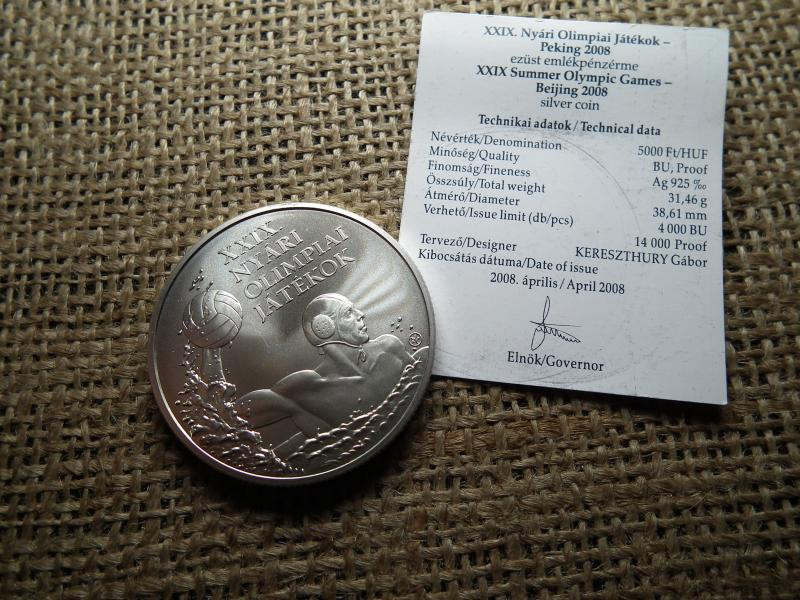 XXIX
NYÁRI
OLIMPIAI
JÁTÉKOK
XXIX. Nyári Olimpiai Játékok –
Peking 2008
ezüst emlékpénzérme
XXIX Summer Olympic Games –
Beijing 2008
silver coin
Technikai adatok / Technical data
Névérték/Denomination 5000 Ft/HUF
Minőség/Quality BU, Proof
Finomság/Fineness Ag 925 ‰
Összsúly/Total weight 31,46 g
Átmérő/Diameter 38,61 mm
Verhető/Issue limit (db/pcs) 4 000 BU
14 000 Proof
Tervező/Designer KERESZTHURY Gábor
Kibocsátás dátuma/Date of issue
2008. április / April 2008
Elnök/Governor